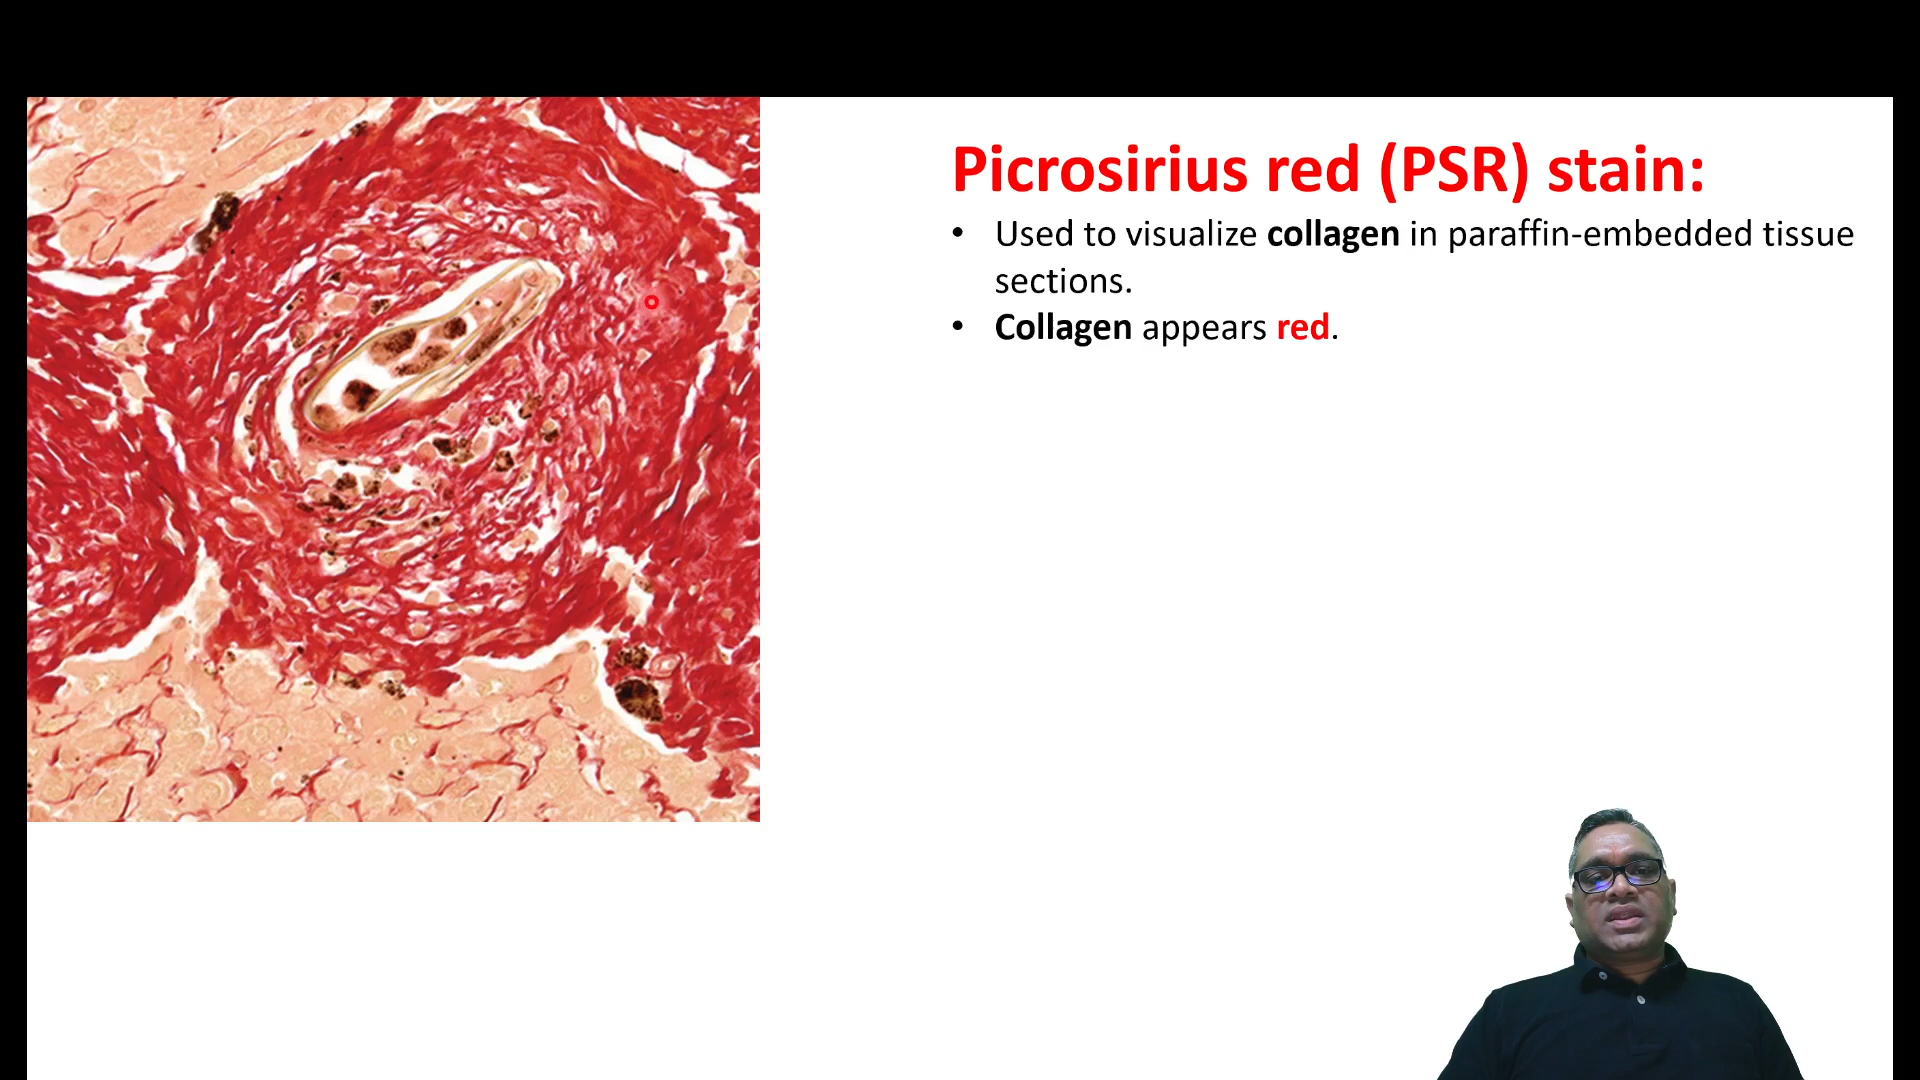 Picrosirius red (PSR) stain:
• Used to visualize collagen in paraffin-embedded tissue
sections.
• Collagen appears red.